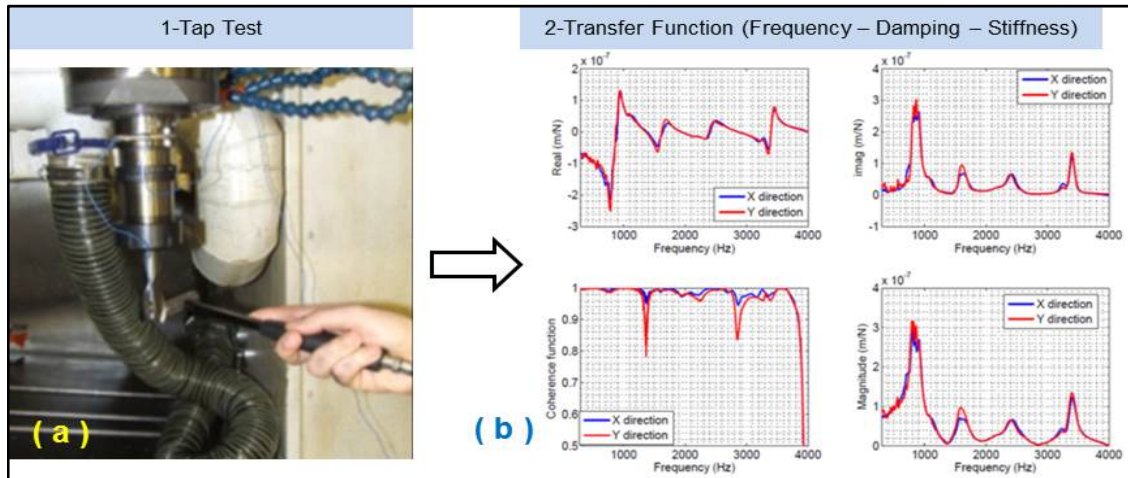 1-Tap Test
2-Transfer Function (Frequency – Damping – Stiffness)
( a )
( b )
x 10⁻⁷
2
1
0
-1
-2
-3
Real (m/N)
X direction
Y direction
1000 2000 3000 4000
Frequency (Hz)
x 10⁻⁷
4
3
2
1
0
-1
imag (m/N)
X direction
Y direction
1000 2000 3000 4000
Frequency (Hz)
1
0.9
0.8
0.7
0.6
0.5
Coherence function
X direction
Y direction
1000 2000 3000 4000
Frequency (Hz)
x 10⁻⁷
4
3
2
1
0
Magnitude (m/N)
X direction
Y direction
1000 2000 3000 4000
Frequency (Hz)